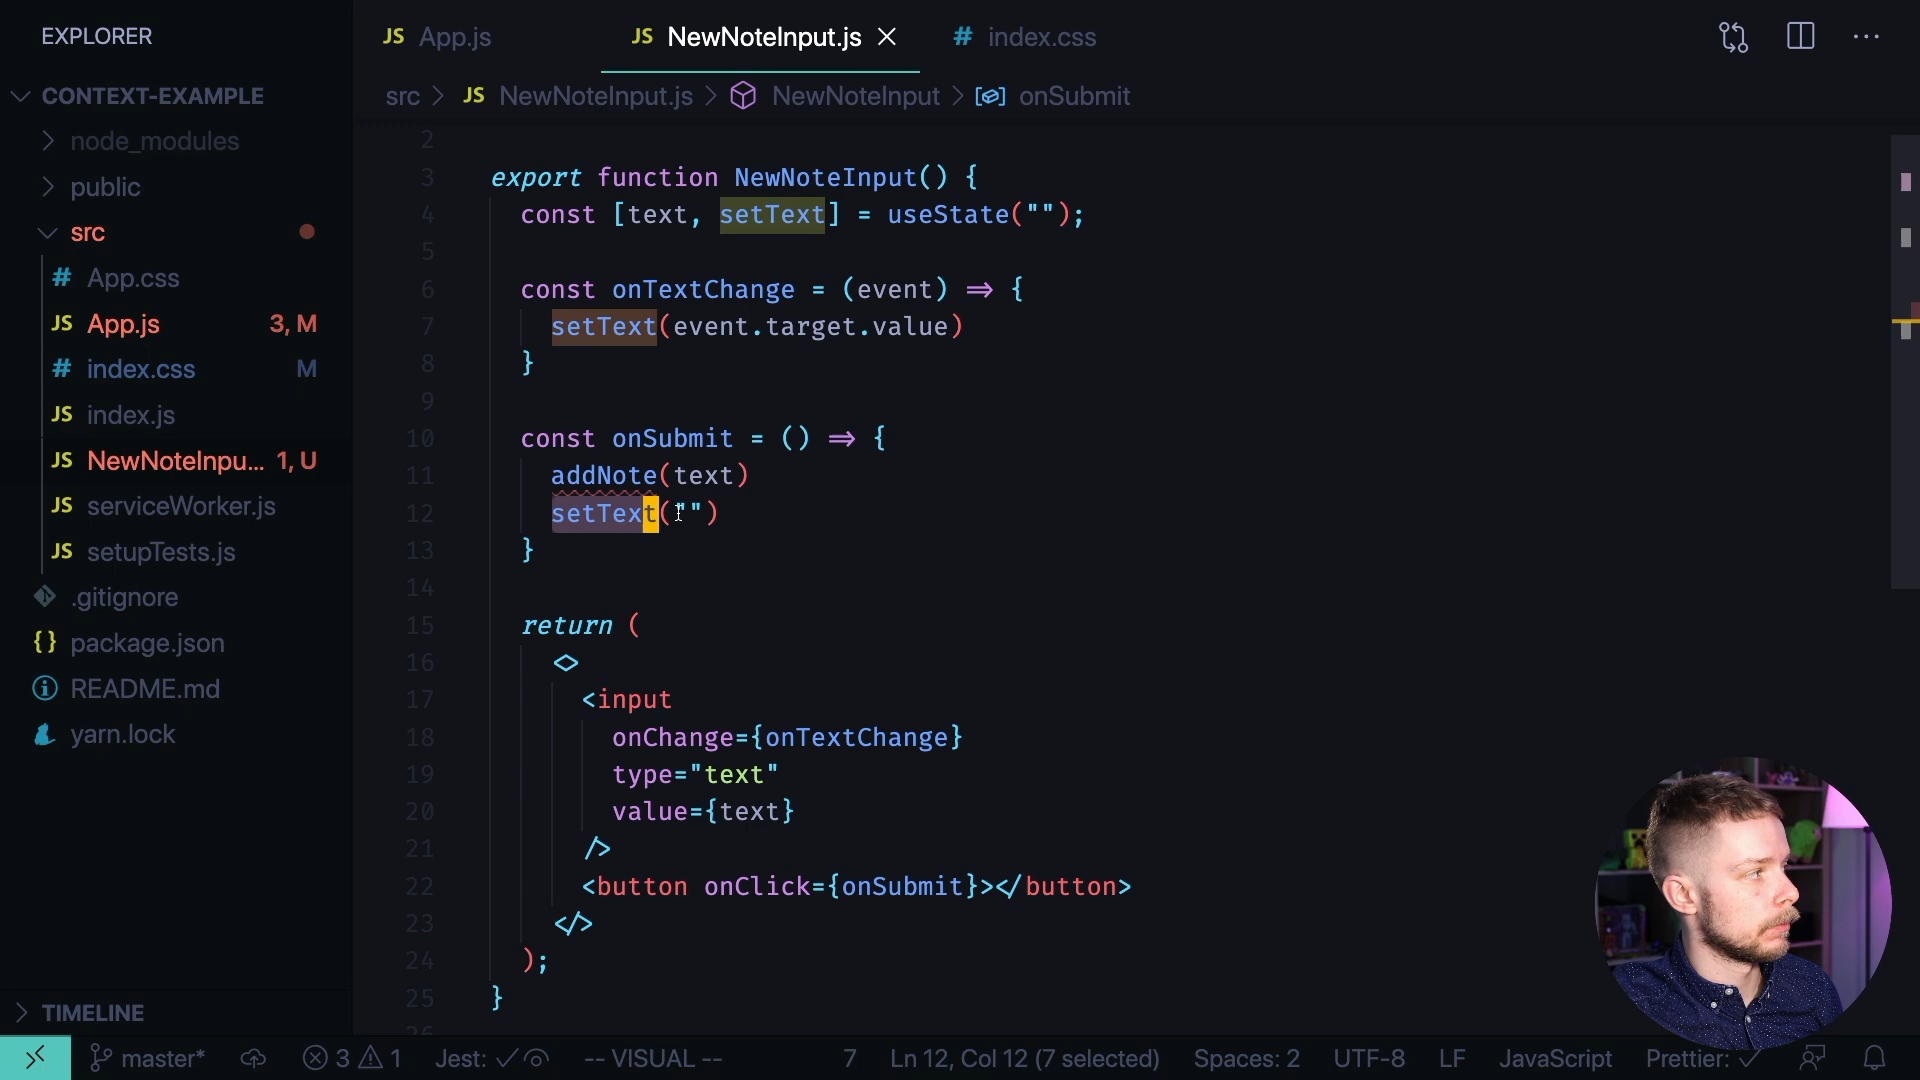 EXPLORER
CONTEXT-EXAMPLE
node_modules
public
src
# App.css
JS App.js 3, M
# index.css M
JS index.js
JS NewNoteInpu... 1, U
JS serviceWorker.js
JS setupTests.js
.gitignore
{} package.json
README.md
yarn.lock
TIMELINE
JS App.js
JS NewNoteInput.js
# index.css
src > JS NewNoteInput.js > NewNoteInput > onSubmit
2
3 export function NewNoteInput() {
4 const [text, setText] = useState("");
5
6 const onTextChange = (event) => {
7 setText(event.target.value)
8 }
9
10 const onSubmit = () => {
11 addNote(text)
12 setText("")
13 }
14
15 return (
16 <>
17 <input
18 onChange={onTextChange}
19 type="text"
20 value={text}
21 />
22 <button onClick={onSubmit}></button>
23 </>
24 );
25 }
26
master* 3 1 Jest: -- VISUAL -- 7 Ln 12, Col 12 (7 selected) Spaces: 2 UTF-8 LF JavaScript Prettier: